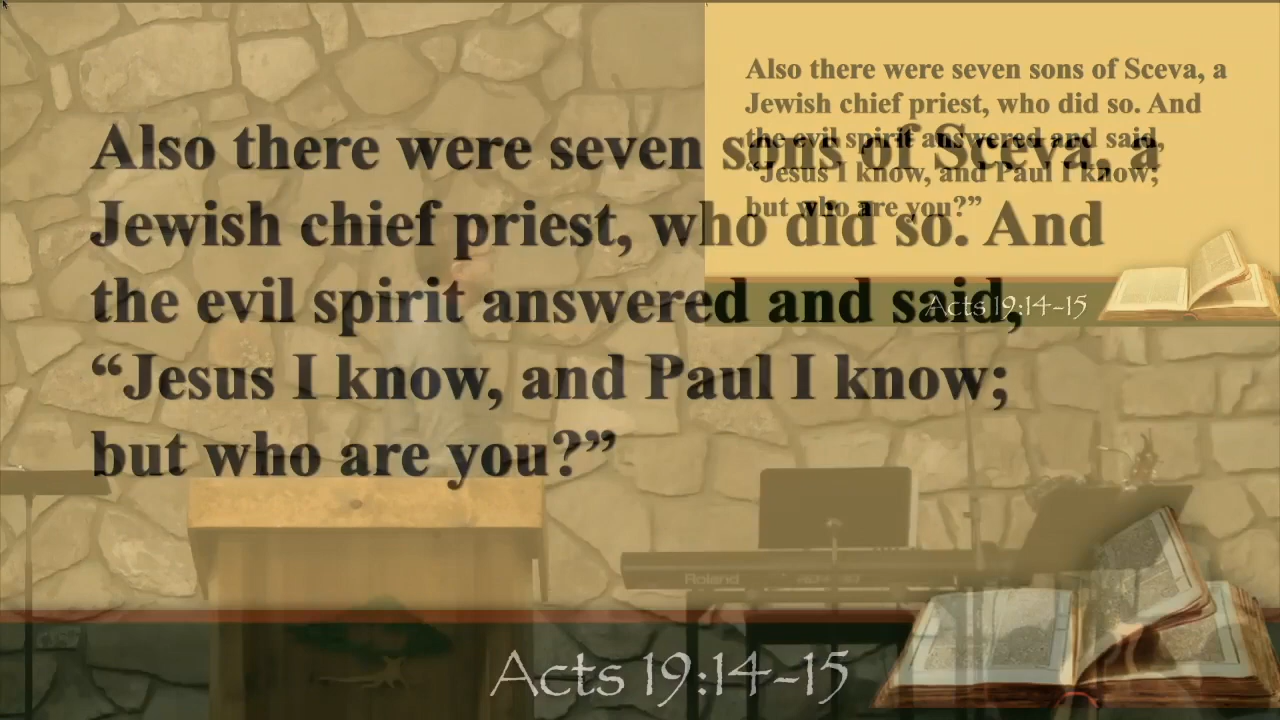 Also there were seven sons of Sceva, a
Jewish chief priest, who did so. And
the evil spirit answered and said,
“Jesus I know, and Paul I know;
but who are you?”
Acts 19:14-15
Also there were seven sons of Sceva, a
Jewish chief priest, who did so. And
the evil spirit answered and said,
“Jesus I know, and Paul I know;
but who are you?”
Acts 19:14-15
Roland